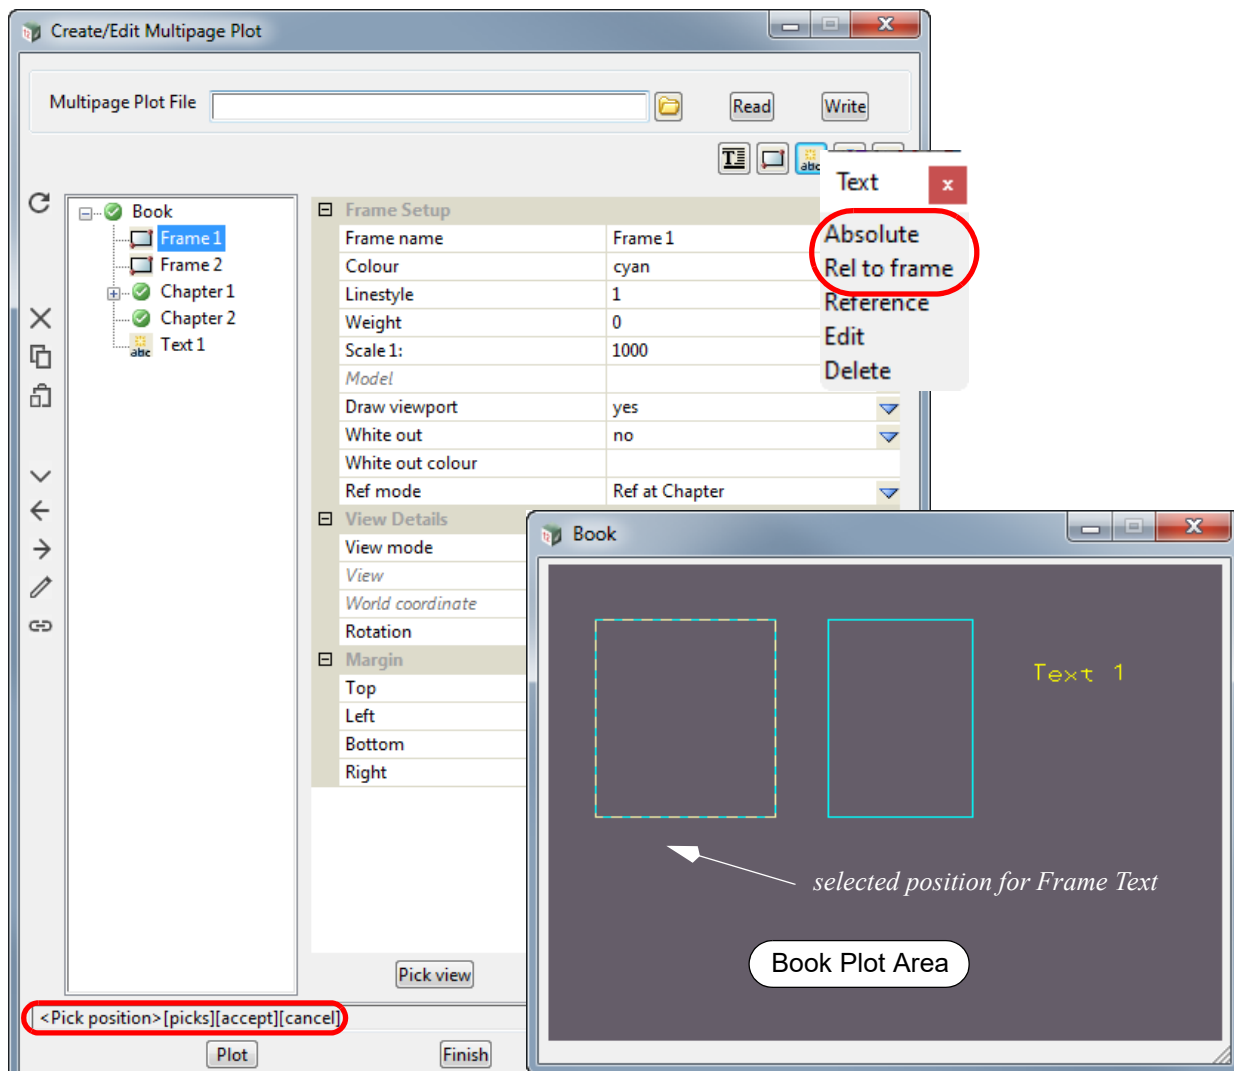 Create/Edit Multipage Plot
Multipage Plot File
Read
Write
abc
Text
Absolute
Rel to frame
Reference
Edit
Delete
Book
Frame 1
Frame 2
Chapter 1
Chapter 2
abc Text 1
Frame Setup
Frame name Frame 1
Colour cyan
Linestyle 1
Weight 0
Scale 1: 1000
Model
Draw viewport yes
White out no
White out colour
Ref mode Ref at Chapter
View Details
View mode
View
World coordinate
Rotation
Margin
Top
Left
Bottom
Right
Pick view
<Pick position>[picks][accept][cancel]
Plot
Finish
Book
Text 1
selected position for Frame Text
Book Plot Area